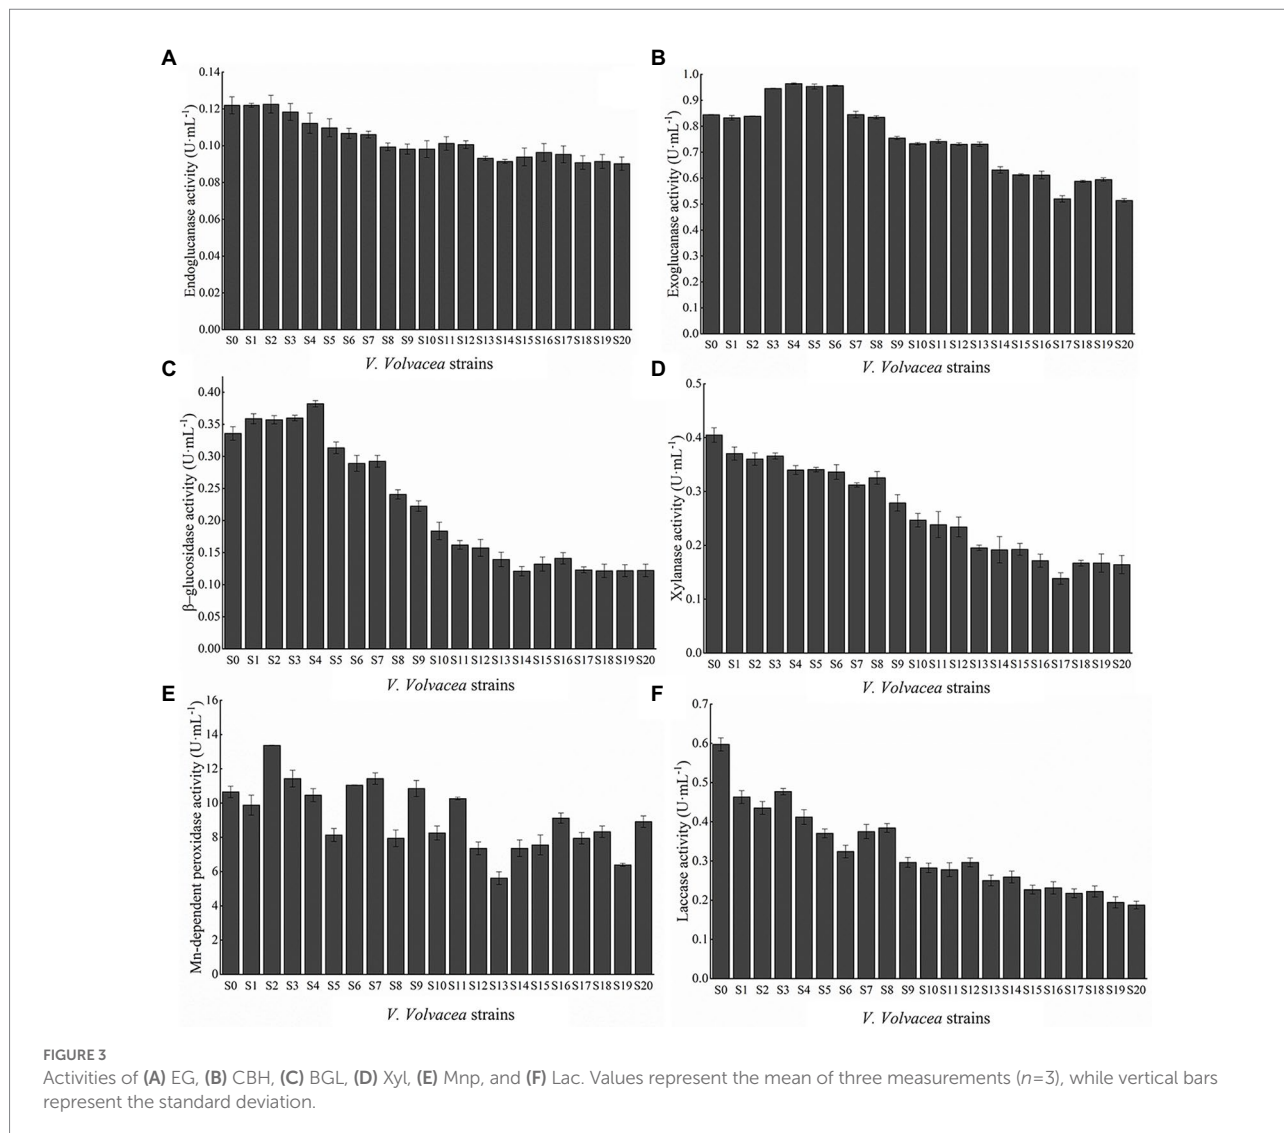 A
Endoglucanase activity (U·mL-1)
0.14
0.12
0.10
0.08
0.06
0.04
0.02
0.00
S0 S1 S2 S3 S4 S5 S6 S7 S8 S9 S10 S11 S12 S13 S14 S15 S16 S17 S18 S19 S20
V. Volvacea strains
B
Exoglucanase activity (U·mL-1)
1.0
0.9
0.8
0.7
0.6
0.5
0.4
0.3
0.2
0.1
0.0
S0 S1 S2 S3 S4 S5 S6 S7 S8 S9 S10 S11 S12 S13 S14 S15 S16 S17 S18 S19 S20
V. Volvacea strains
C
β–glucosidase activity (U·mL-1)
0.40
0.35
0.30
0.25
0.20
0.15
0.10
0.05
0.00
S0 S1 S2 S3 S4 S5 S6 S7 S8 S9 S10 S11 S12 S13 S14 S15 S16 S17 S18 S19 S20
V. Volvacea strains
D
Xylanase activity (U·mL-1)
0.5
0.4
0.3
0.2
0.1
0.0
S0 S1 S2 S3 S4 S5 S6 S7 S8 S9 S10 S11 S12 S13 S14 S15 S16 S17 S18 S19 S20
V. Volvacea strains
E
Mn-dependent peroxidase activity (U·mL-1)
16
14
12
10
8
6
4
2
0
S0 S1 S2 S3 S4 S5 S6 S7 S8 S9 S10 S11 S12 S13 S14 S15 S16 S17 S18 S19 S20
V. Volvacea strains
F
Laccase activity (U·mL-1)
0.7
0.6
0.5
0.4
0.3
0.2
0.1
0.0
S0 S1 S2 S3 S4 S5 S6 S7 S8 S9 S10 S11 S12 S13 S14 S15 S16 S17 S18 S19 S20
V. Volvacea strains
FIGURE 3
Activities of (A) EG, (B) CBH, (C) BGL, (D) Xyl, (E) Mnp, and (F) Lac. Values represent the mean of three measurements (n=3), while vertical bars
represent the standard deviation.